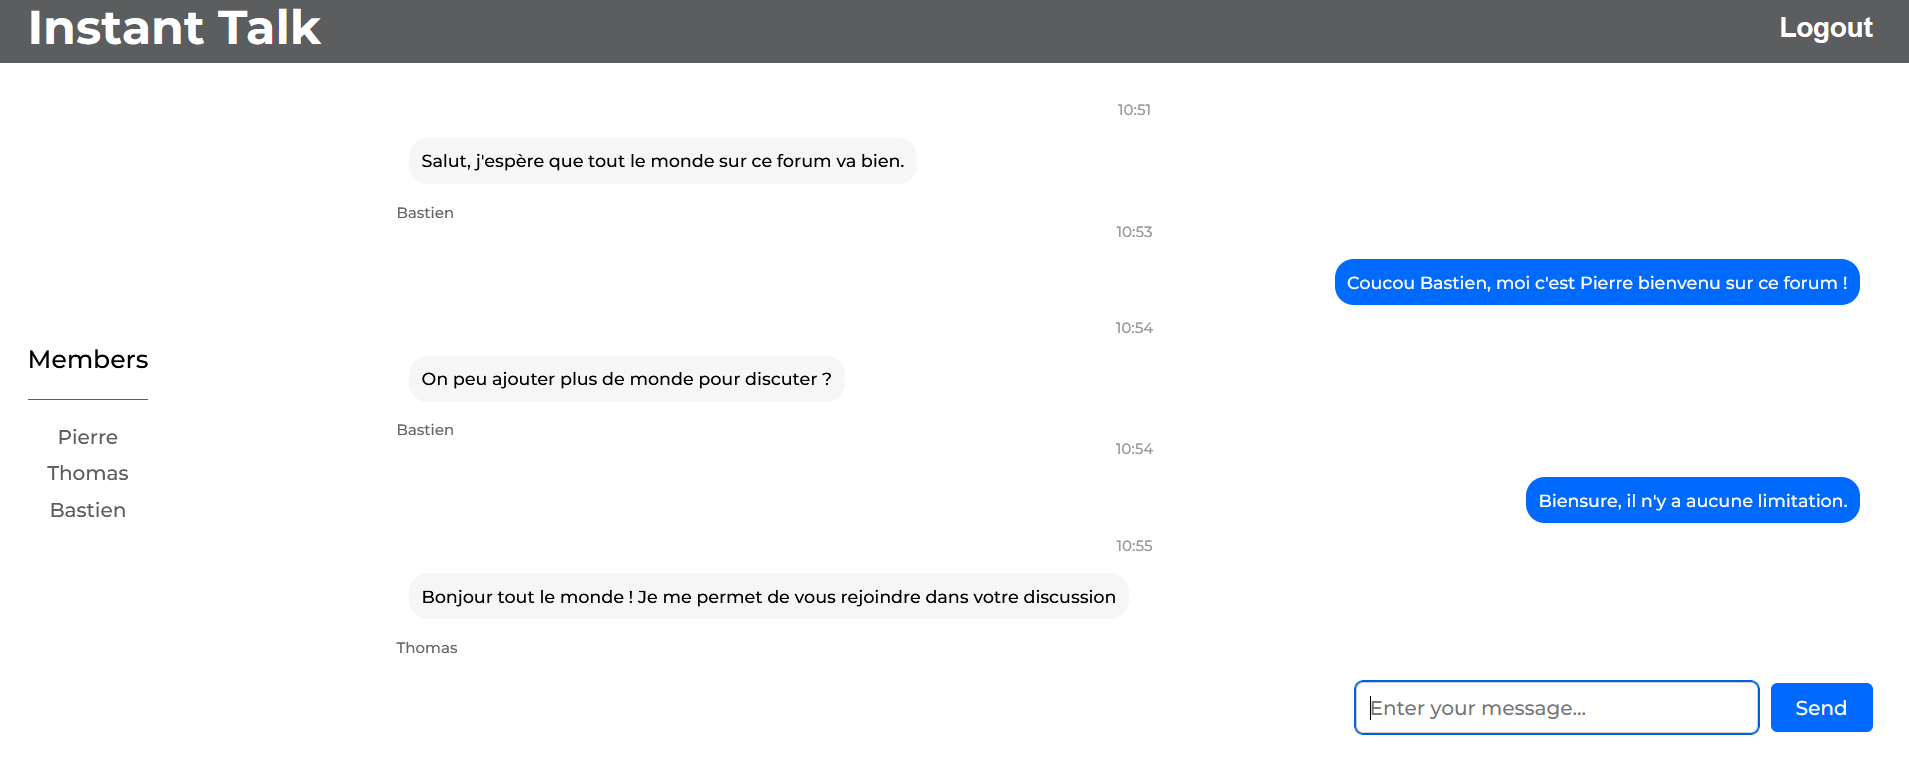 Instant Talk
Logout
10:51
Salut, j'espère que tout le monde sur ce forum va bien.
Bastien
10:53
Coucou Bastien, moi c'est Pierre bienvenu sur ce forum !
10:54
Members
On peu ajouter plus de monde pour discuter ?
Bastien
Pierre
10:54
Thomas
Biensure, il n'y a aucune limitation.
Bastien
10:55
Bonjour tout le monde ! Je me permet de vous rejoindre dans votre discussion
Thomas
Enter your message...
Send